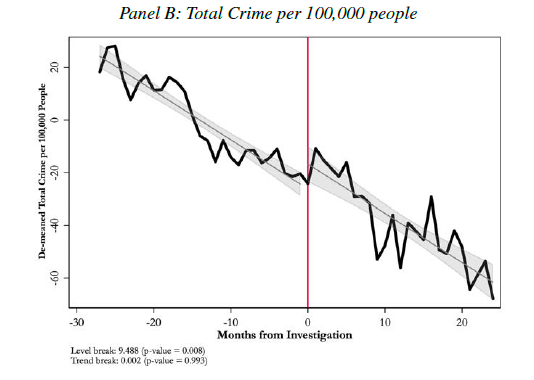 Panel B: Total Crime per 100,000 people
De-meaned Total Crime per 100,000 People
20
0
-20
-40
-60
-30
-20
-10
0
10
20
Months from Investigation
Level break: 9.488 (p-value = 0.008)
Trend break: 0.002 (p-value = 0.993)